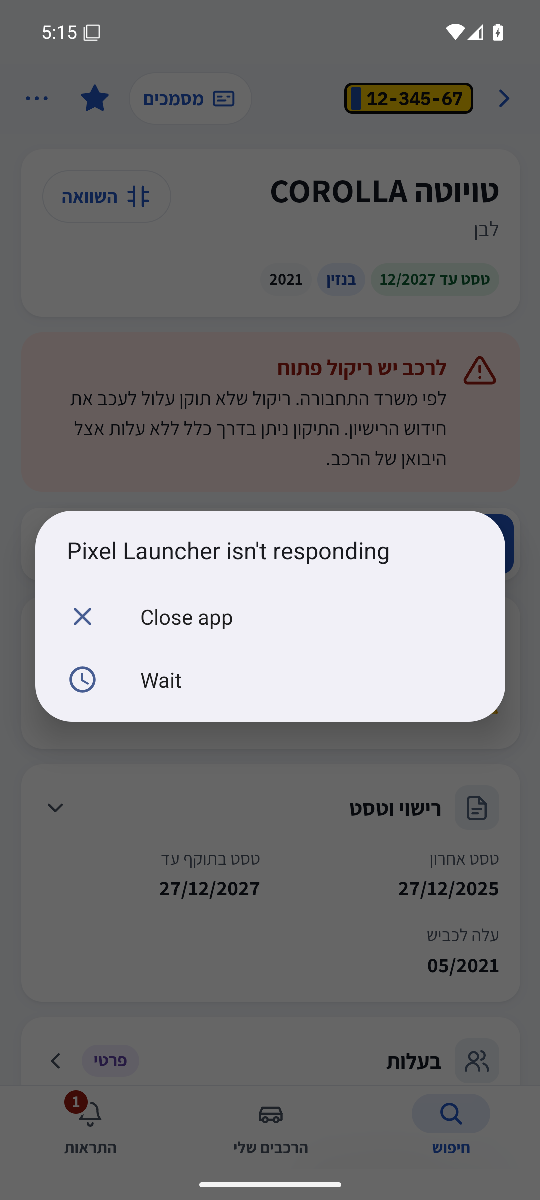 5:15
12-345-67
מסמכים
טויוטה COROLLA
השוואה
לבן
טסט עד 12/2027
בנזין
2021
לרכב יש ריקול פתוח
לפי משרד התחבורה. ריקול שלא תוקן עלול לעכב את
חידוש הרישיון. התיקון ניתן בדרך כלל ללא עלות אצל
היבואן של הרכב.
Pixel Launcher isn't responding
Close app
Wait
רישוי וטסט
טסט אחרון
טסט בתוקף עד
27/12/2025
27/12/2027
עלה לכביש
05/2021
בעלות
פרטי
חיפוש
הרכבים שלי
1
התראות